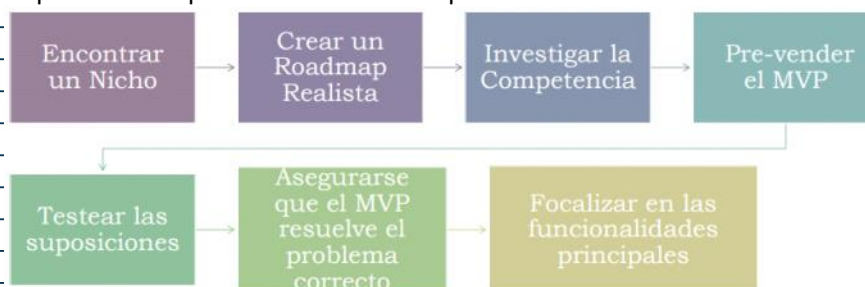 Encontrar
un Nicho
Crear un
Roadmap
Realista
Investigar la
Competencia
Pre-vender
el MVP
Testear las
suposiciones
Asegurarse
que el MVP
resuelve el
problema
correcto
Focalizar en las
funcionalidades
principales